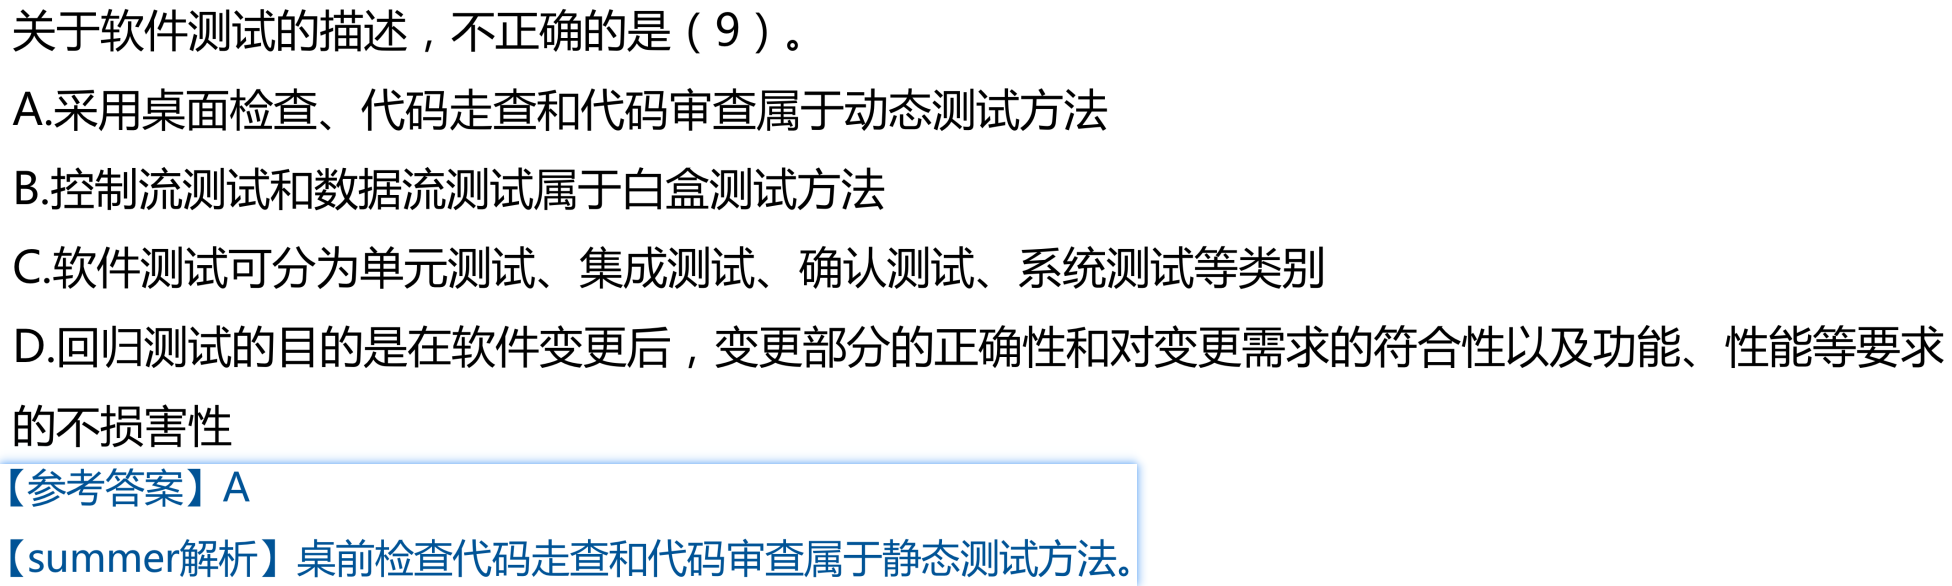 关于软件测试的描述，不正确的是（9）。
A.采用桌面检查、代码走查和代码审查属于动态测试方法
B.控制流测试和数据流测试属于白盒测试方法
C.软件测试可分为单元测试、集成测试、确认测试、系统测试等类别
D.回归测试的目的是在软件变更后，变更部分的正确性和对变更需求的符合性以及功能、性能等要求
的不损害性
【参考答案】A
【summer解析】桌前检查代码走查和代码审查属于静态测试方法。